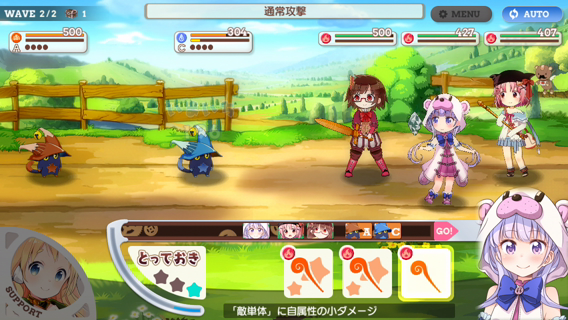 WAVE 2/2 1
通常攻撃
MENU
AUTO
500
A
304
C
500
427
407
A C GO!
とっておき
SUPPORT
「敵単体」に自属性の小ダメージ